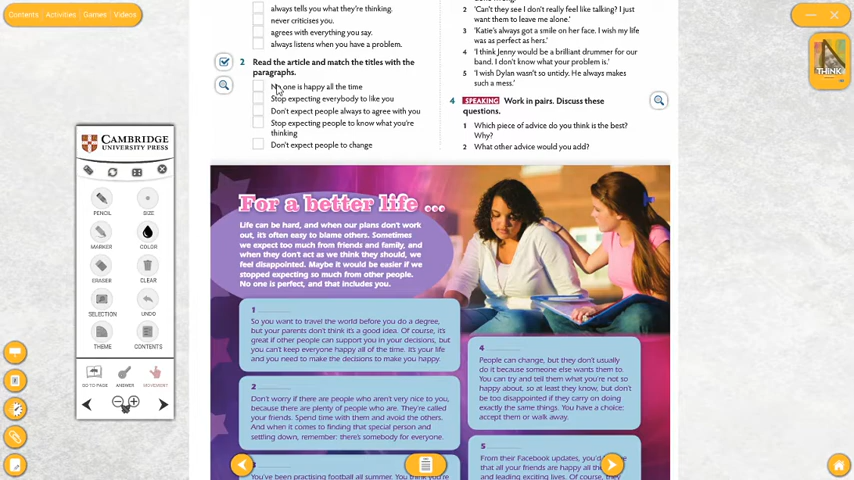 Contents
Activities
Games
Videos
always tells you what they're thinking.
never criticises you.
agrees with everything you say.
always listens when you have a problem.
2 Read the article and match the titles with the
paragraphs.
No one is happy all the time
Stop expecting everybody to like you
Don't expect people always to agree with you
Stop expecting people to know what you're
thinking
Don't expect people to change
2 'Can't they see I don't really feel like talking? I just
want them to leave me alone.'
3 'Katie's always got a smile on her face. I wish my life
was as perfect as hers.'
4 'I think Jenny would be a brilliant drummer for our
band. I don't know what your problem is.'
5 'I wish Dylan wasn't so untidy. He always makes
such a mess.'
4 SPEAKING Work in pairs. Discuss these
questions.
1 Which piece of advice do you think is the best?
Why?
2 What other advice would you add?
THiNK
CAMBRIDGE
UNIVERSITY PRESS
PENCIL
SIZE
MARKER
COLOR
ERASER
CLEAR
SELECTION
UNDO
THEME
CONTENTS
GO TO PAGE
ANSWER
MOVEMENT
For a better life ...
Life can be hard, and when our plans don't work
out, it's often easy to blame others. Sometimes
we expect too much from friends and family, and
when they don't act as we think they should, we
feel disappointed. Maybe it would be easier if we
stopped expecting so much from other people.
No one is perfect, and that includes you.
1
So you want to travel the world before you do a degree,
but your parents don't think it's a good idea. Of course, it's
great if other people can support you in your decisions, but
you can't keep everyone happy all of the time. It's your life
and you need to make the decisions to make you happy.
2
Don't worry if there are people who aren't very nice to you,
because there are plenty of people who are. They're called
your friends. Spend time with them and avoid the others.
And when it comes to finding that special person and
settling down, remember: there's somebody for everyone.
3
You've been practising football all summer. You think you're
4
People can change, but they don't usually
do it because someone else wants them to.
You can try and tell them what you're not so
happy about, so at least they know, but don't
be too disappointed if they carry on doing
exactly the same things. You have a choice:
accept them or walk away.
5
From their Facebook updates, you'd
that all your friends are happy all the
and leading exciting lives. Of course, they